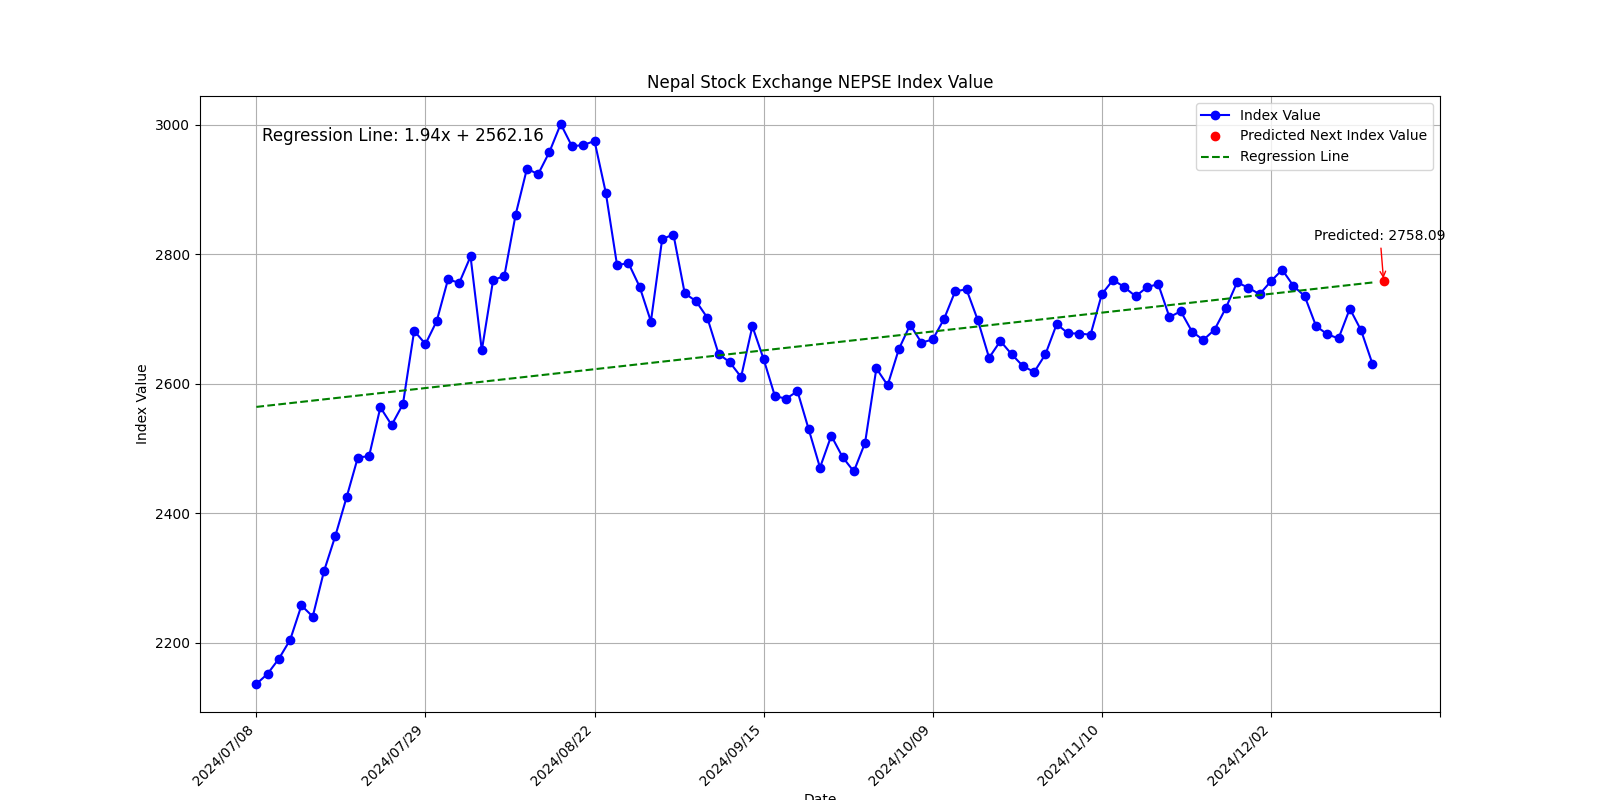 Nepal Stock Exchange NEPSE Index Value
3000
2800
2600
2400
2200
Index Value
Regression Line: 1.94x + 2562.16
Index Value
Predicted Next Index Value
Regression Line
Predicted: 2758.09
2024/07/08
2024/07/29
2024/08/22
2024/09/15
2024/10/09
2024/11/10
2024/12/02
Date